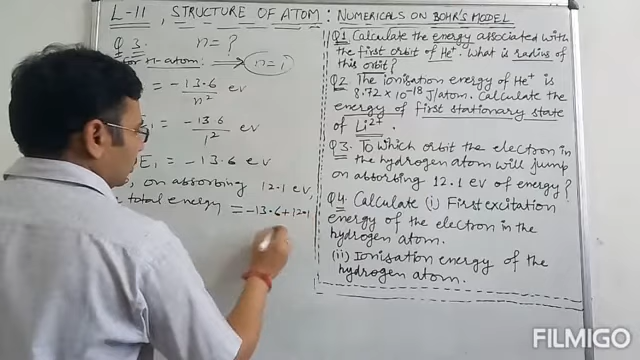 L-11, STRUCTURE OF ATOM: NUMERICALS ON BOHR'S MODEL
Q.3. n=?
For H-atom. n=1
= -13.6/n² ev
E₁ = -13.6/1² ev
E₁ = -13.6 ev
, on absorbing 12.1 ev,
total energy = -13.6+12.1
Q1 Calculate the energy associated with
the first orbit of He⁺. What is radius of
this orbit?
Q2. The ionisation energy of He⁺ is
8.72 × 10⁻¹⁸ J/atom. Calculate the
energy of first stationary state
of Li²⁺.
Q3. To which orbit the electron in
the hydrogen atom will jump
on absorbing 12.1 ev of energy?
Q4. Calculate (i) First excitation
energy of the electron in the
hydrogen atom.
(ii) Ionisation energy of the
hydrogen atom.
FILMIGO